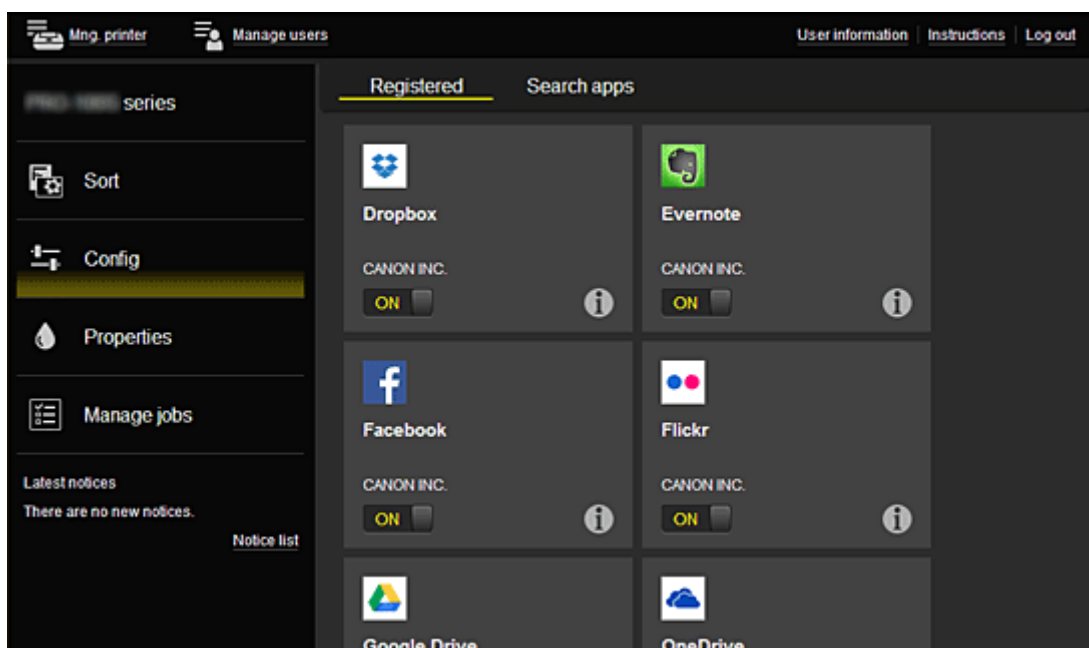 Mng. printer Manage users User information Instructions Log out
series
Registered Search apps
Sort
Config
Properties
Manage jobs
Latest notices
There are no new notices.
Notice list
Dropbox Evernote
CANON INC. CANON INC.
ON ON
Facebook Flickr
CANON INC. CANON INC.
ON ON
Google Drive OneDrive